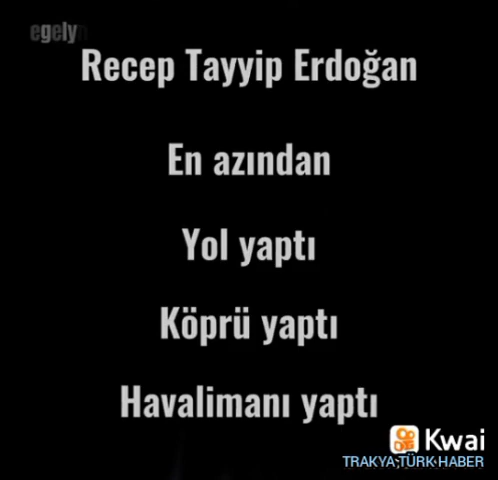 egelyn
Recep Tayyip Erdoğan
En azından
Yol yaptı
Köprü yaptı
Havalimanı yaptı
Kwai
TRAKYA TÜRK HABER